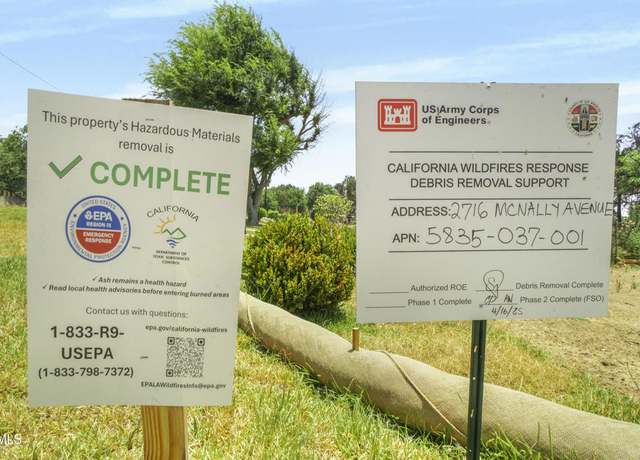 This property's Hazardous Materials
removal is
✓ COMPLETE
UNITED STATES
EPA
REGION IX
EMERGENCY
RESPONSE
ENVIRONMENTAL PROTECTION
CALIFORNIA
DEPARTMENT OF
TOXIC SUBSTANCES
CONTROL
✓ Ash remains a health hazard
✓ Read local health advisories before entering burned areas
Contact us with questions:
1-833-R9-
USEPA
(1-833-798-7372)
epa.gov/california-wildfires
EPALAWildfiresInfo@epa.gov
US Army Corps
of Engineers®
CALIFORNIA WILDFIRES RESPONSE
DEBRIS REMOVAL SUPPORT
ADDRESS: 2716 MCNALLY AVENUE
APN: 5835-037-001
Authorized ROE
Debris Removal Complete
Phase 1 Complete
Phase 2 Complete (FSO)
4/16/25
MLS